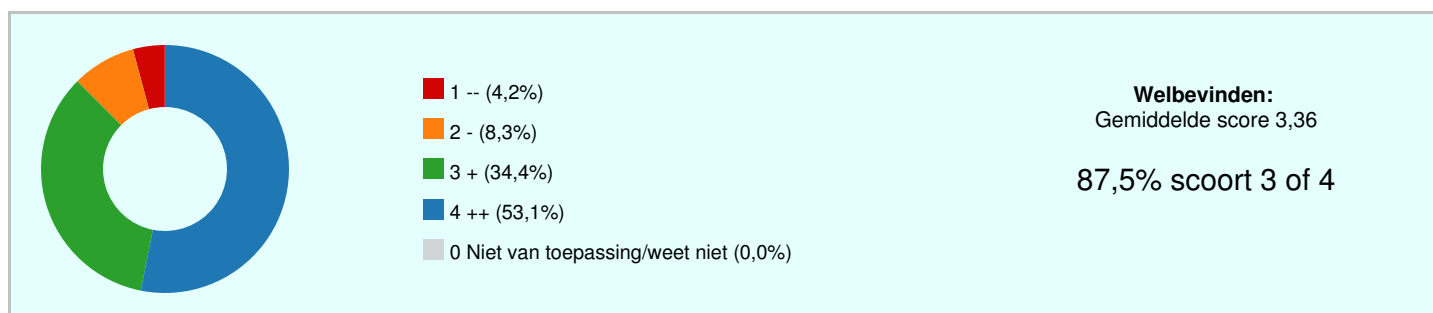 1 -- (4,2%)
2 - (8,3%)
3 + (34,4%)
4 ++ (53,1%)
0 Niet van toepassing/weet niet (0,0%)
Welbevinden:
Gemiddelde score 3,36
87,5% scoort 3 of 4